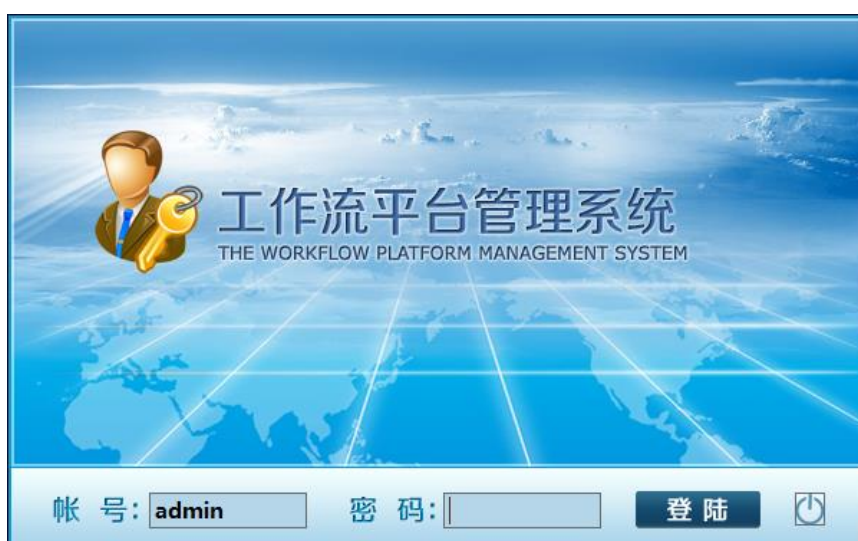 工作流平台管理系统
THE WORKFLOW PLATFORM MANAGEMENT SYSTEM
帐 号: admin 密 码: 登 陆